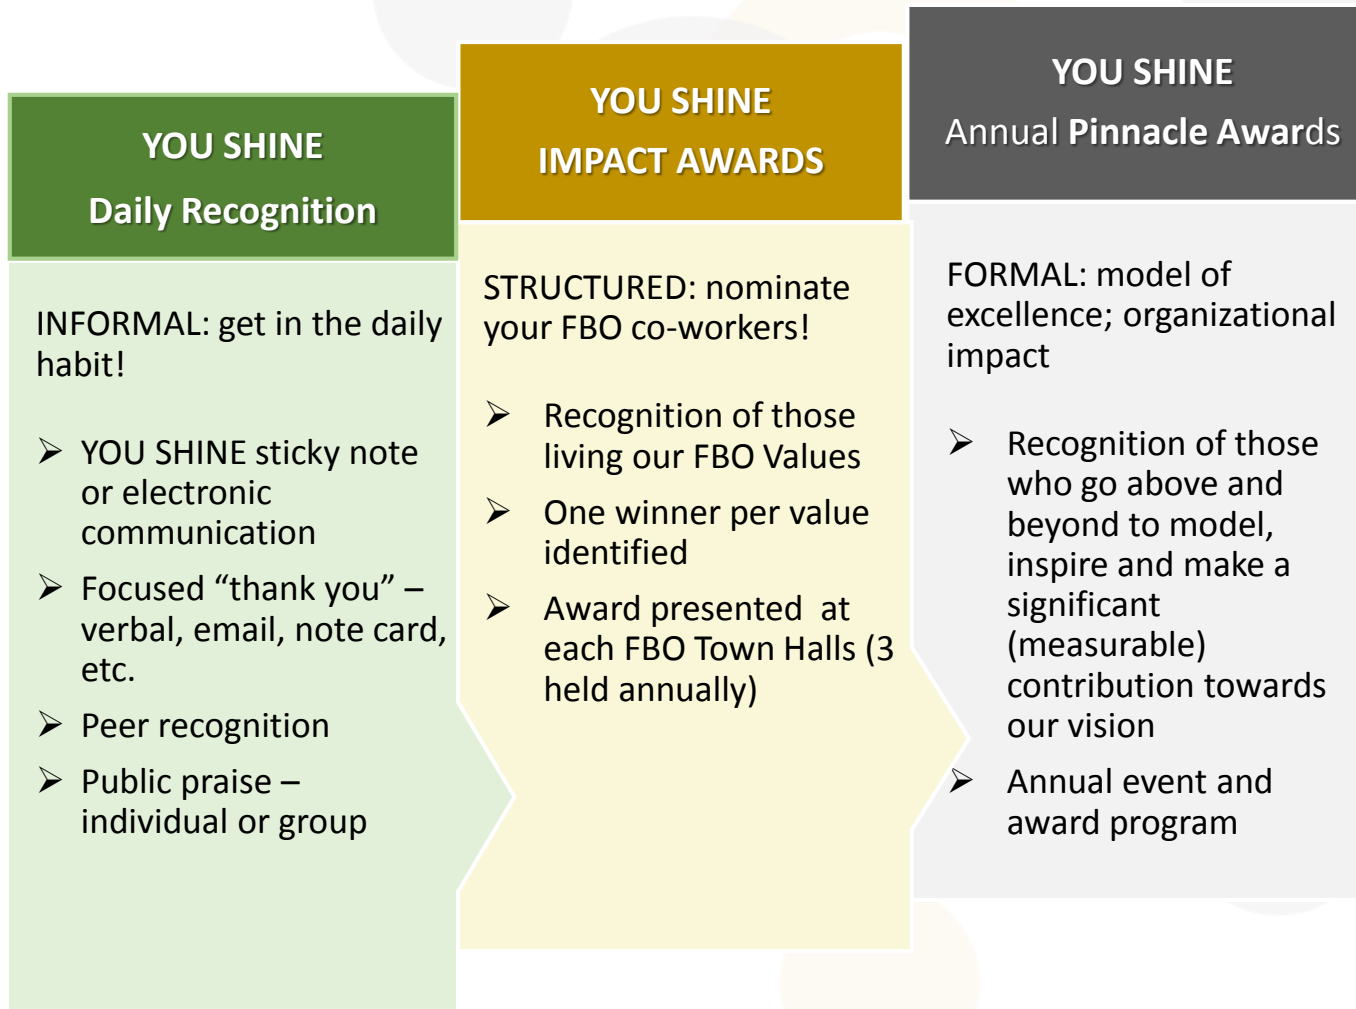 YOU SHINE
Daily Recognition
INFORMAL: get in the daily
habit!
➢ YOU SHINE sticky note
or electronic
communication
➢ Focused “thank you” –
verbal, email, note card,
etc.
➢ Peer recognition
➢ Public praise –
individual or group
YOU SHINE
IMPACT AWARDS
STRUCTURED: nominate
your FBO co-workers!
➢ Recognition of those
living our FBO Values
➢ One winner per value
identified
➢ Award presented  at
each FBO Town Halls (3
held annually)
YOU SHINE
Annual Pinnacle Awards
FORMAL: model of
excellence; organizational
impact
➢ Recognition of those
who go above and
beyond to model,
inspire and make a
significant
(measurable)
contribution towards
our vision
➢ Annual event and
award program